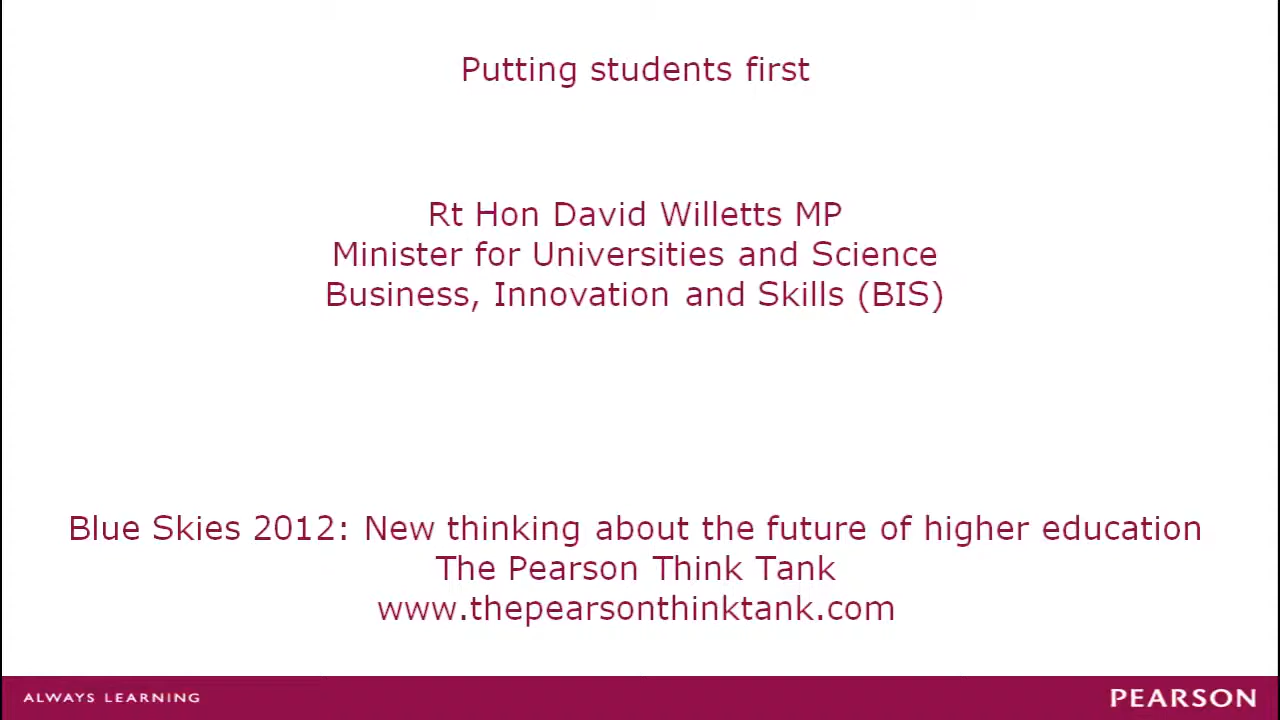 Putting students first
Rt Hon David Willetts MP
Minister for Universities and Science
Business, Innovation and Skills (BIS)
Blue Skies 2012: New thinking about the future of higher education
The Pearson Think Tank
www.thepearsonthinktank.com
ALWAYS LEARNING
PEARSON